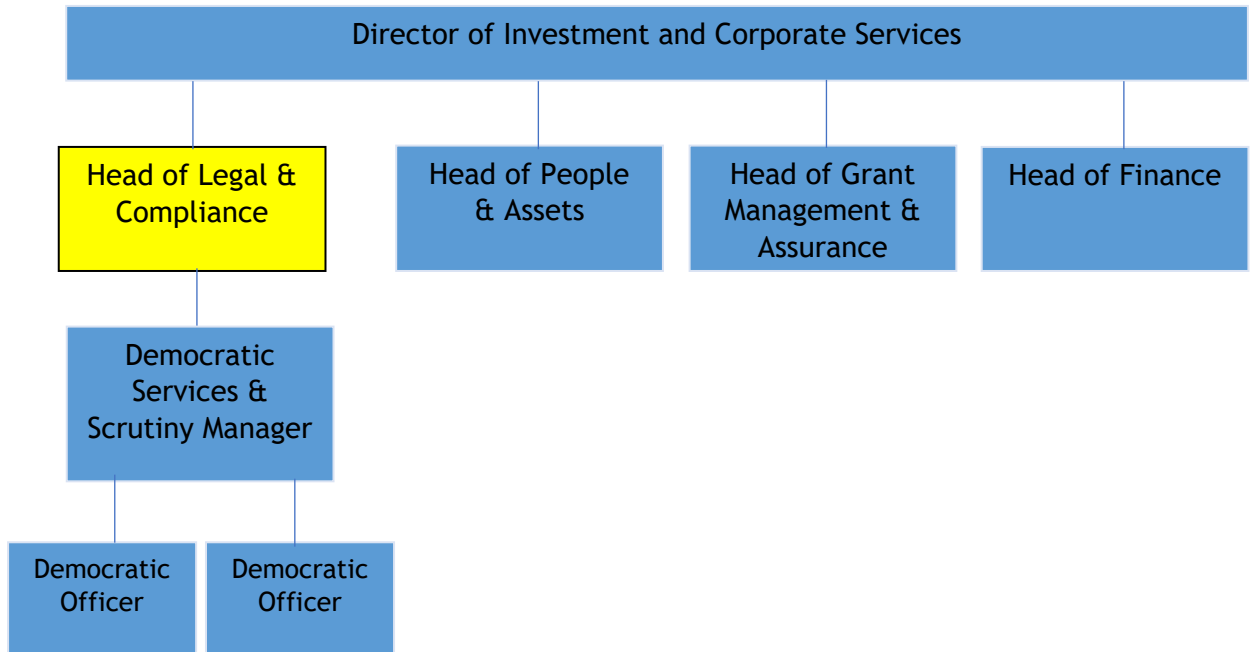 Director of Investment and Corporate Services
Head of Legal &
Compliance
Head of People
& Assets
Head of Grant
Management &
Assurance
Head of Finance
Democratic
Services &
Scrutiny Manager
Democratic
Officer
Democratic
Officer